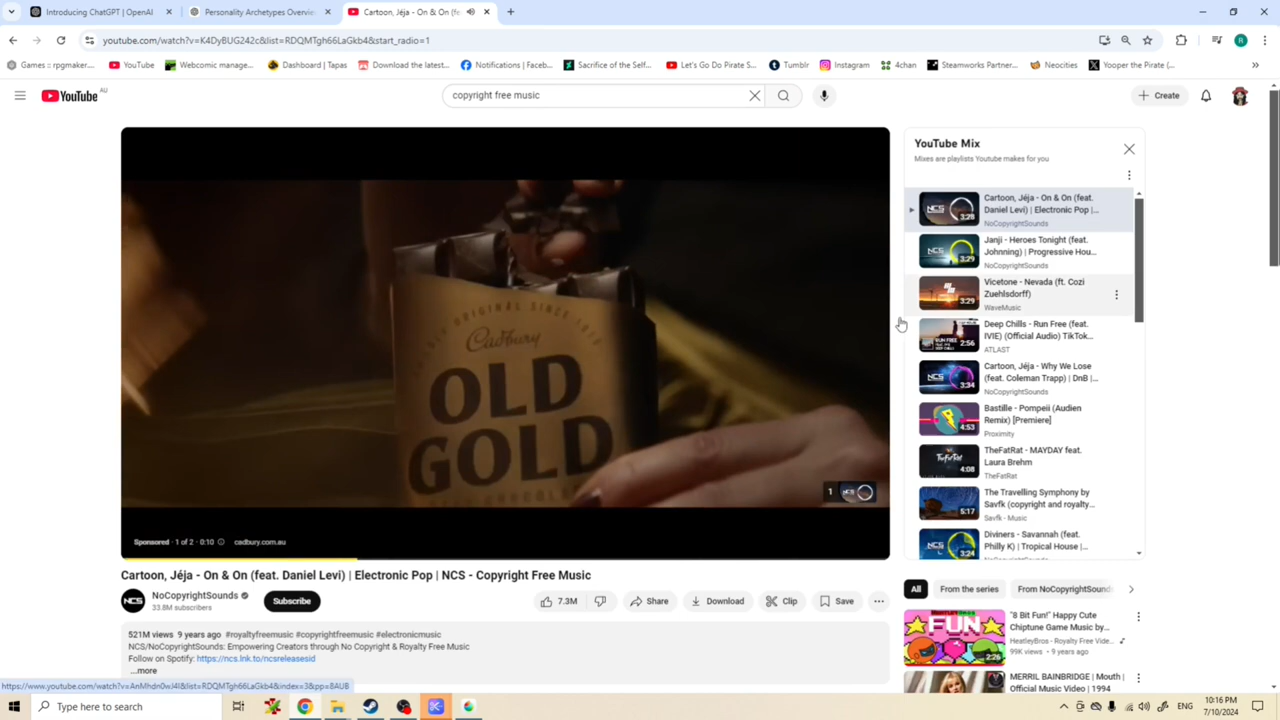 Introducing ChatGPT | OpenAI
Personality Archetypes Overvie
Cartoon, Jéja - On & On (fe
youtube.com/watch?v=K4DyBUG242c&list=RDQMTgh66LaGkb4&start_radio=1
Games :: rpgmaker....
YouTube
Webcomic manage...
Dashboard | Tapas
Download the latest...
Notifications | Faceb...
Sacrifice of the Self...
Let's Go Do Pirate S...
Tumblr
Instagram
4chan
Steamworks Partner...
Neocities
Yooper the Pirate (...
YouTube AU
copyright free music
Create
ORIGINAL
Cadbury
OLD
GOLD
1
NCS
Sponsored · 1 of 2 · 0:10
cadbury.com.au
Cartoon, Jéja - On & On (feat. Daniel Levi) | Electronic Pop | NCS - Copyright Free Music
NCS
NoCopyrightSounds
33.8M subscribers
Subscribe
7.3M
Share
Download
Clip
Save
521M views 9 years ago #royaltyfreemusic #copyrightfreemusic #electronicmusic
NCS/NoCopyrightSounds: Empowering Creators through No Copyright & Royalty Free Music
Follow on Spotify: https://ncs.lnk.to/ncsreleasesid
...more
YouTube Mix
Mixes are playlists Youtube makes for you
NCS
3:28
Cartoon, Jéja - On & On (feat.
Daniel Levi) | Electronic Pop |...
NoCopyrightSounds
NCS
3:29
Janji - Heroes Tonight (feat.
Johnning) | Progressive Hou...
NoCopyrightSounds
3:29
Vicetone - Nevada (ft. Cozi
Zuehlsdorff)
WaveMusic
2:56
Deep Chills - Run Free (feat.
IVIE) (Official Audio) TikTok...
ATLAST
NCS
3:34
Cartoon, Jéja - Why We Lose
(feat. Coleman Trapp) | DnB |...
NoCopyrightSounds
4:53
Bastille - Pompeii (Audien
Remix) [Premiere]
Proximity
TheFatRat
4:08
TheFatRat - MAYDAY feat.
Laura Brehm
TheFatRat
5:17
The Travelling Symphony by
Savfk (copyright and royalty...
Savfk - Music
NCS
3:24
Diviners - Savannah (feat.
Philly K) | Tropical House |...
NoCopyrightSounds
All
From the series
From NoCopyrightSound
HEATLEYBROS
FUN
2:26
"8 Bit Fun!" Happy Cute
Chiptune Game Music by...
HeatleyBros - Royalty Free Vide...
99K views · 9 years ago
MERRIL BAINBRIDGE | Mouth |
Official Music Video | 1994
https://www.youtube.com/watch?v=AnMhdn0wJ4I&list=RDQMTgh66LaGkb4&index=3&pp=8AUB
Type here to search
ENG
10:16 PM
7/10/2024